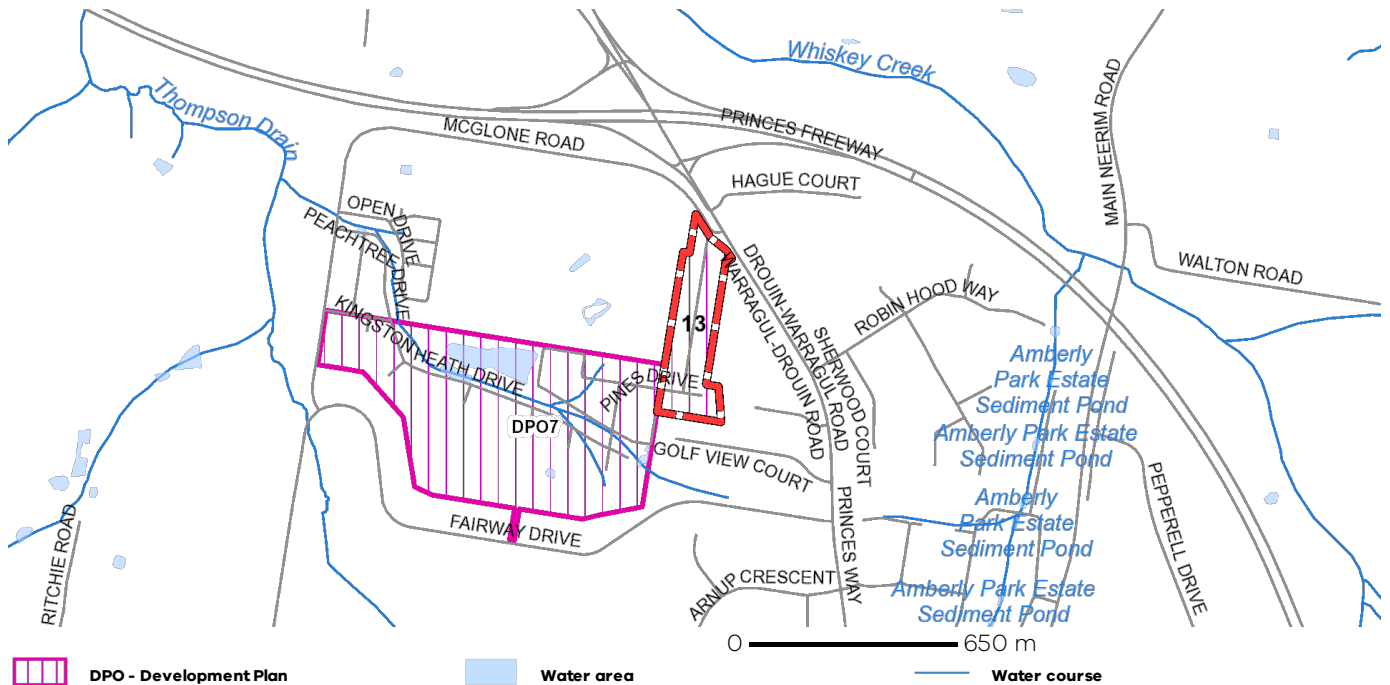 Whiskey Creek
Thompson Drain
MCGLONE ROAD
PRINCES FREEWAY
MAIN NEERIM ROAD
HAGUE COURT
OPEN DRIVE
PEACHTREE DRIVE
WALTON ROAD
DROUIN-WARRAGUL ROAD
WARRAGUL-DROUIN ROAD
ROBIN HOOD WAY
SHERWOOD COURT
KINGSTON HEATH DRIVE
13
PINES DRIVE
Amberly
Park Estate
Sediment Pond
Amberly Park Estate
Sediment Pond
DPO7
GOLF VIEW COURT
PEPPERELL DRIVE
PRINCES WAY
Amberly
Park Estate
Sediment Pond
FAIRWAY DRIVE
RITCHIE ROAD
ARNUP CRESCENT
Amberly Park Estate
Sediment Pond
0 650 m
DPO - Development Plan
Water area
Water course